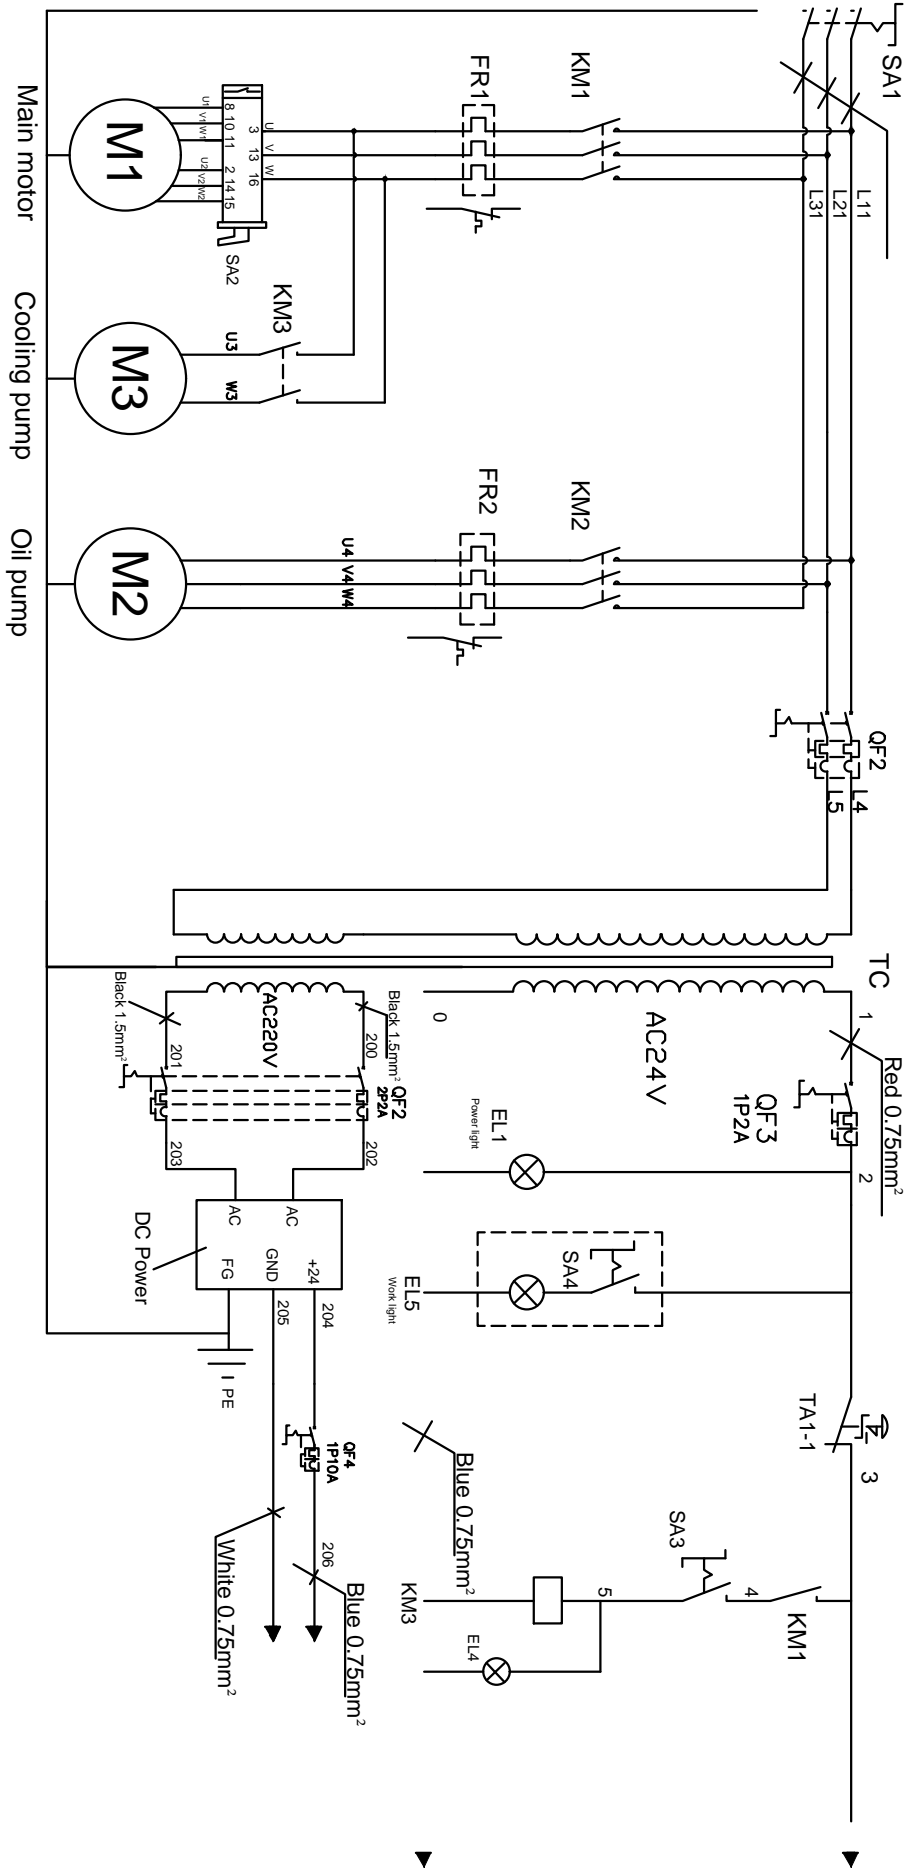 SA1
L11
L21
L31
KM1
FR1
U
V
W
3
13
16
8
10
11
2
14
15
U1
V1
W1
U2
V2
W2
SA2
M1
Main motor
KM3
U3
W3
M3
Cooling pump
KM2
FR2
U4
V4
W4
M2
Oil pump
QF2
L4
L5
TC
1
Red 0.75mm²
QF3
1P2A
2
AC24V
0
EL1
Power light
SA4
EL5
Work light
TA1-1
3
Blue 0.75mm²
SA3
KM1
4
5
KM3
EL4
AC220V
Black 1.5mm²
200
Black 1.5mm²
201
QF2
2P2A
202
203
AC
AC
+24
GND
FG
DC Power
204
205
PE
QF4
1P10A
206
Blue 0.75mm²
White 0.75mm²